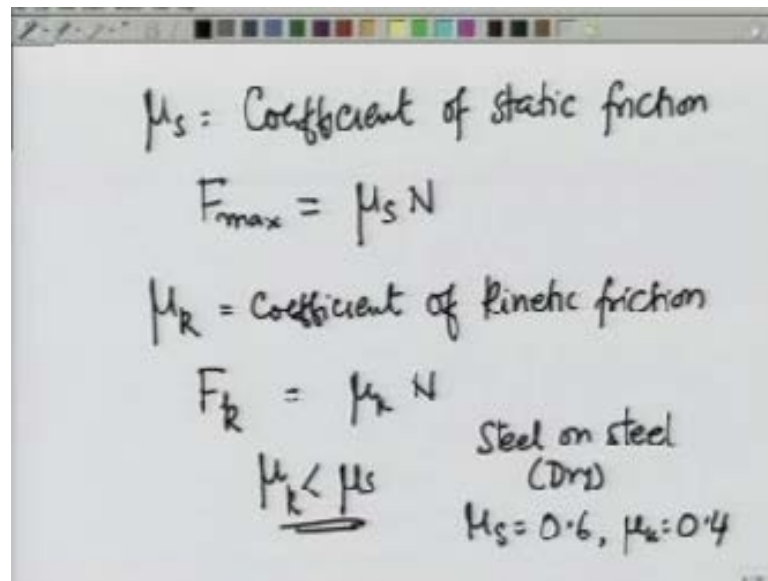 μs = Coefficient of static friction
Fmax = μs N
μk = Coefficient of kinetic friction
Fk = μk N
μk < μs
Steel on steel
(Dry)
μs = 0.6, μk = 0.4